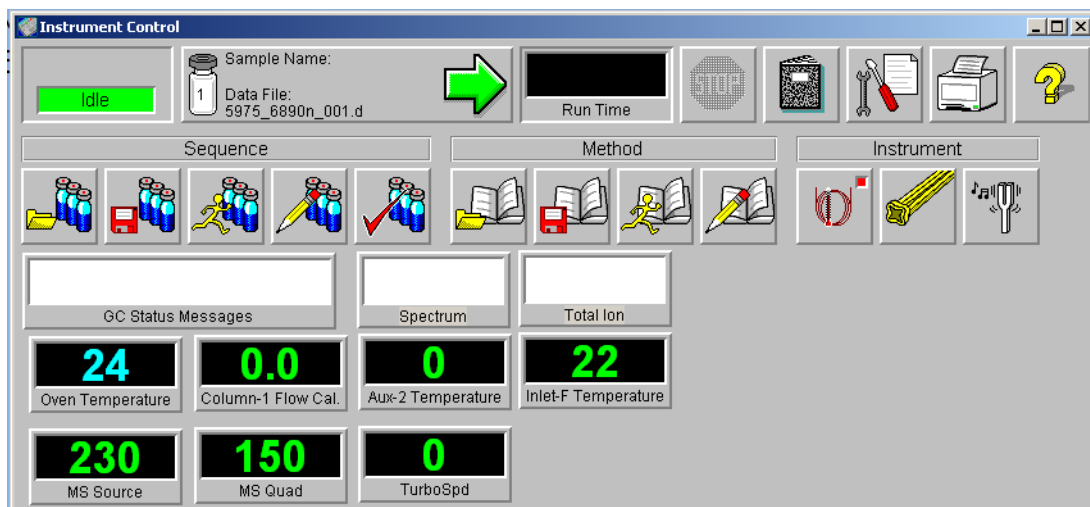 Instrument Control
Idle
1
Sample Name:
Data File:
5975_6890n_001.d
Run Time
STOP
?
Sequence
Method
Instrument
GC Status Messages
Spectrum
Total Ion
24
Oven Temperature
0.0
Column-1 Flow Cal.
0
Aux-2 Temperature
22
Inlet-F Temperature
230
MS Source
150
MS Quad
0
TurboSpd